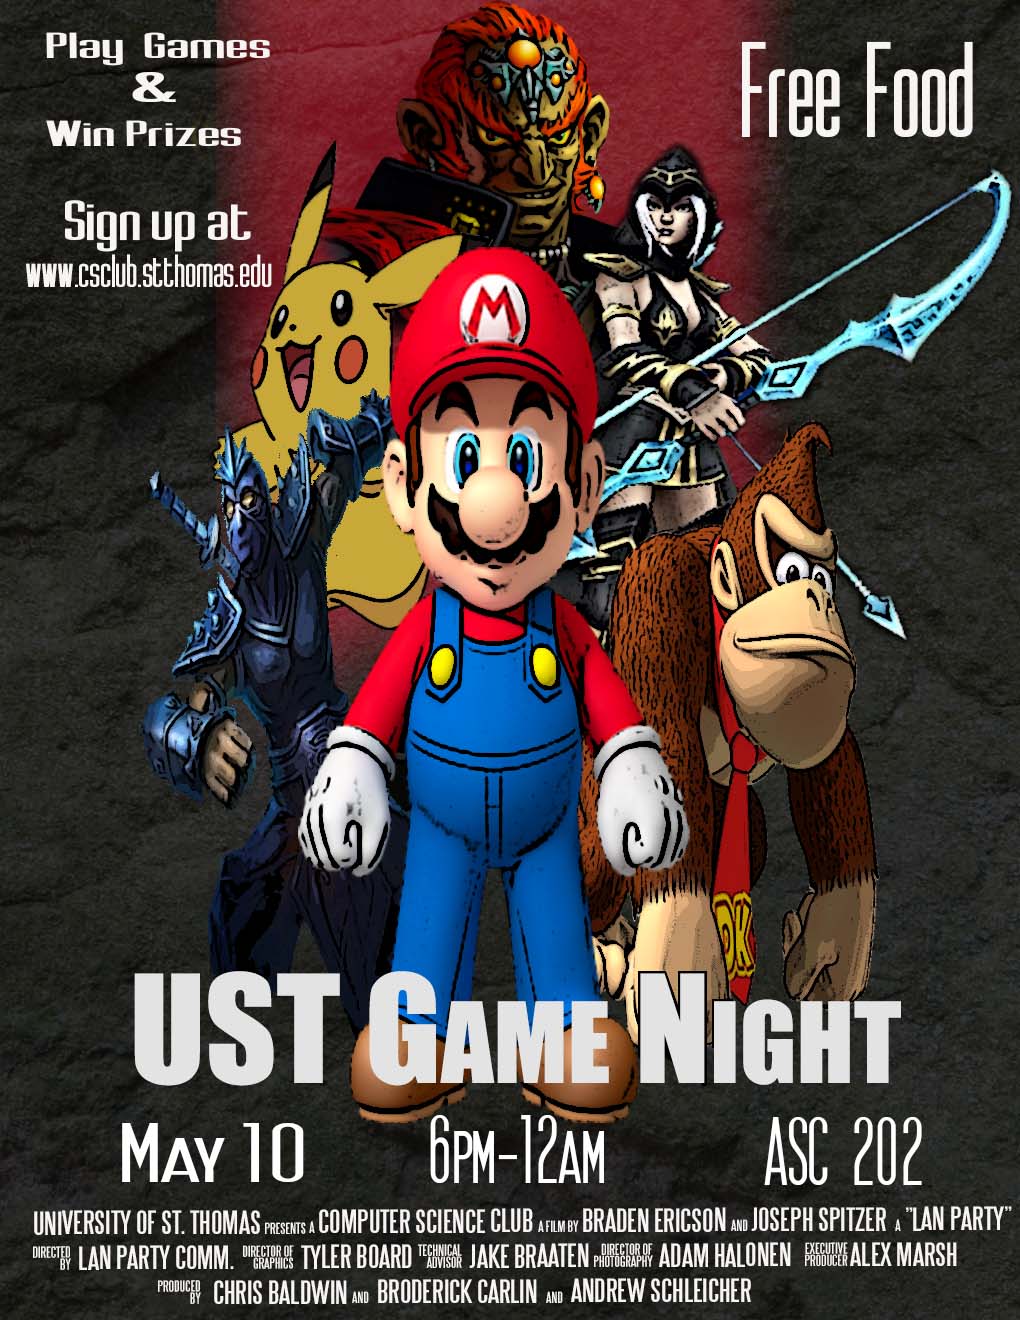 Play Games
&
Win Prizes
Free Food
Sign up at
www.csclub.stthomas.edu
M
DK
UST GAME NIGHT
MAY 10
6PM-12AM
ASC 202
UNIVERSITY OF ST. THOMAS PRESENTS A COMPUTER SCIENCE CLUB A FILM BY BRADEN ERICSON AND JOSEPH SPITZER A "LAN PARTY"
DIRECTED BY LAN PARTY COMM. DIRECTOR OF GRAPHICS TYLER BOARD TECHNICAL ADVISOR JAKE BRAATEN DIRECTOR OF PHOTOGRAPHY ADAM HALONEN EXECUTIVE PRODUCER ALEX MARSH
PRODUCED BY CHRIS BALDWIN AND BRODERICK CARLIN AND ANDREW SCHLEICHER